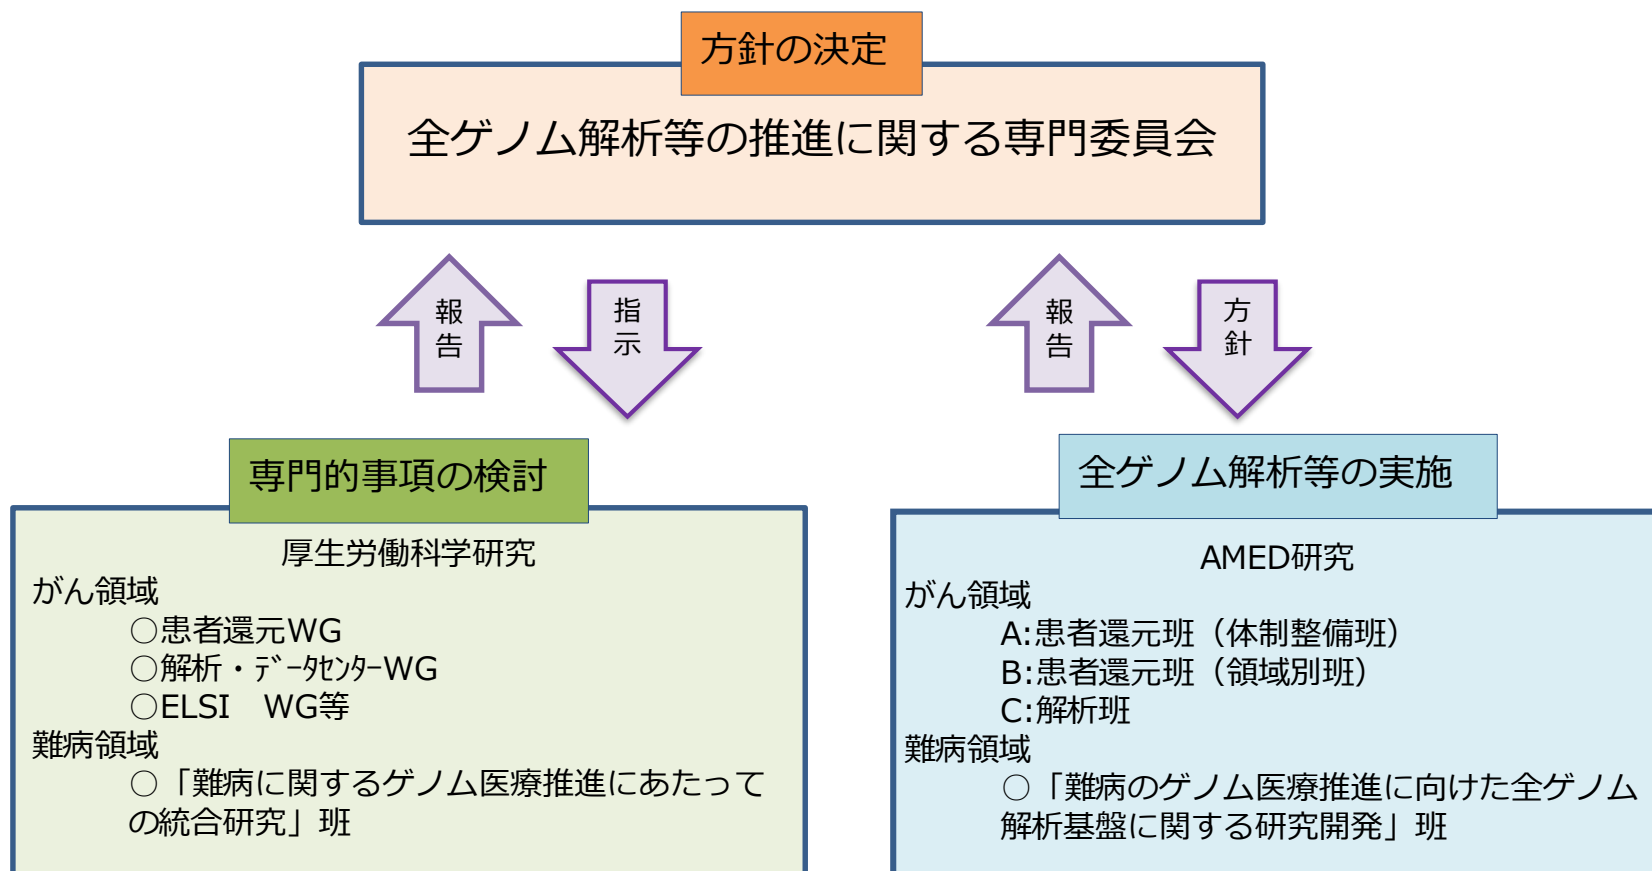 方針の決定
全ゲノム解析等の推進に関する専門委員会
報告
指示
報告
方針
専門的事項の検討
厚生労働科学研究
がん領域
○患者還元WG
○解析・ﾃﾞｰﾀｾﾝﾀｰWG
○ELSI　WG等
難病領域
○「難病に関するゲノム医療推進にあたって
の統合研究」班
全ゲノム解析等の実施
AMED研究
がん領域
A:患者還元班（体制整備班）
B:患者還元班（領域別班）
C:解析班
難病領域
○「難病のゲノム医療推進に向けた全ゲノム
解析基盤に関する研究開発」班